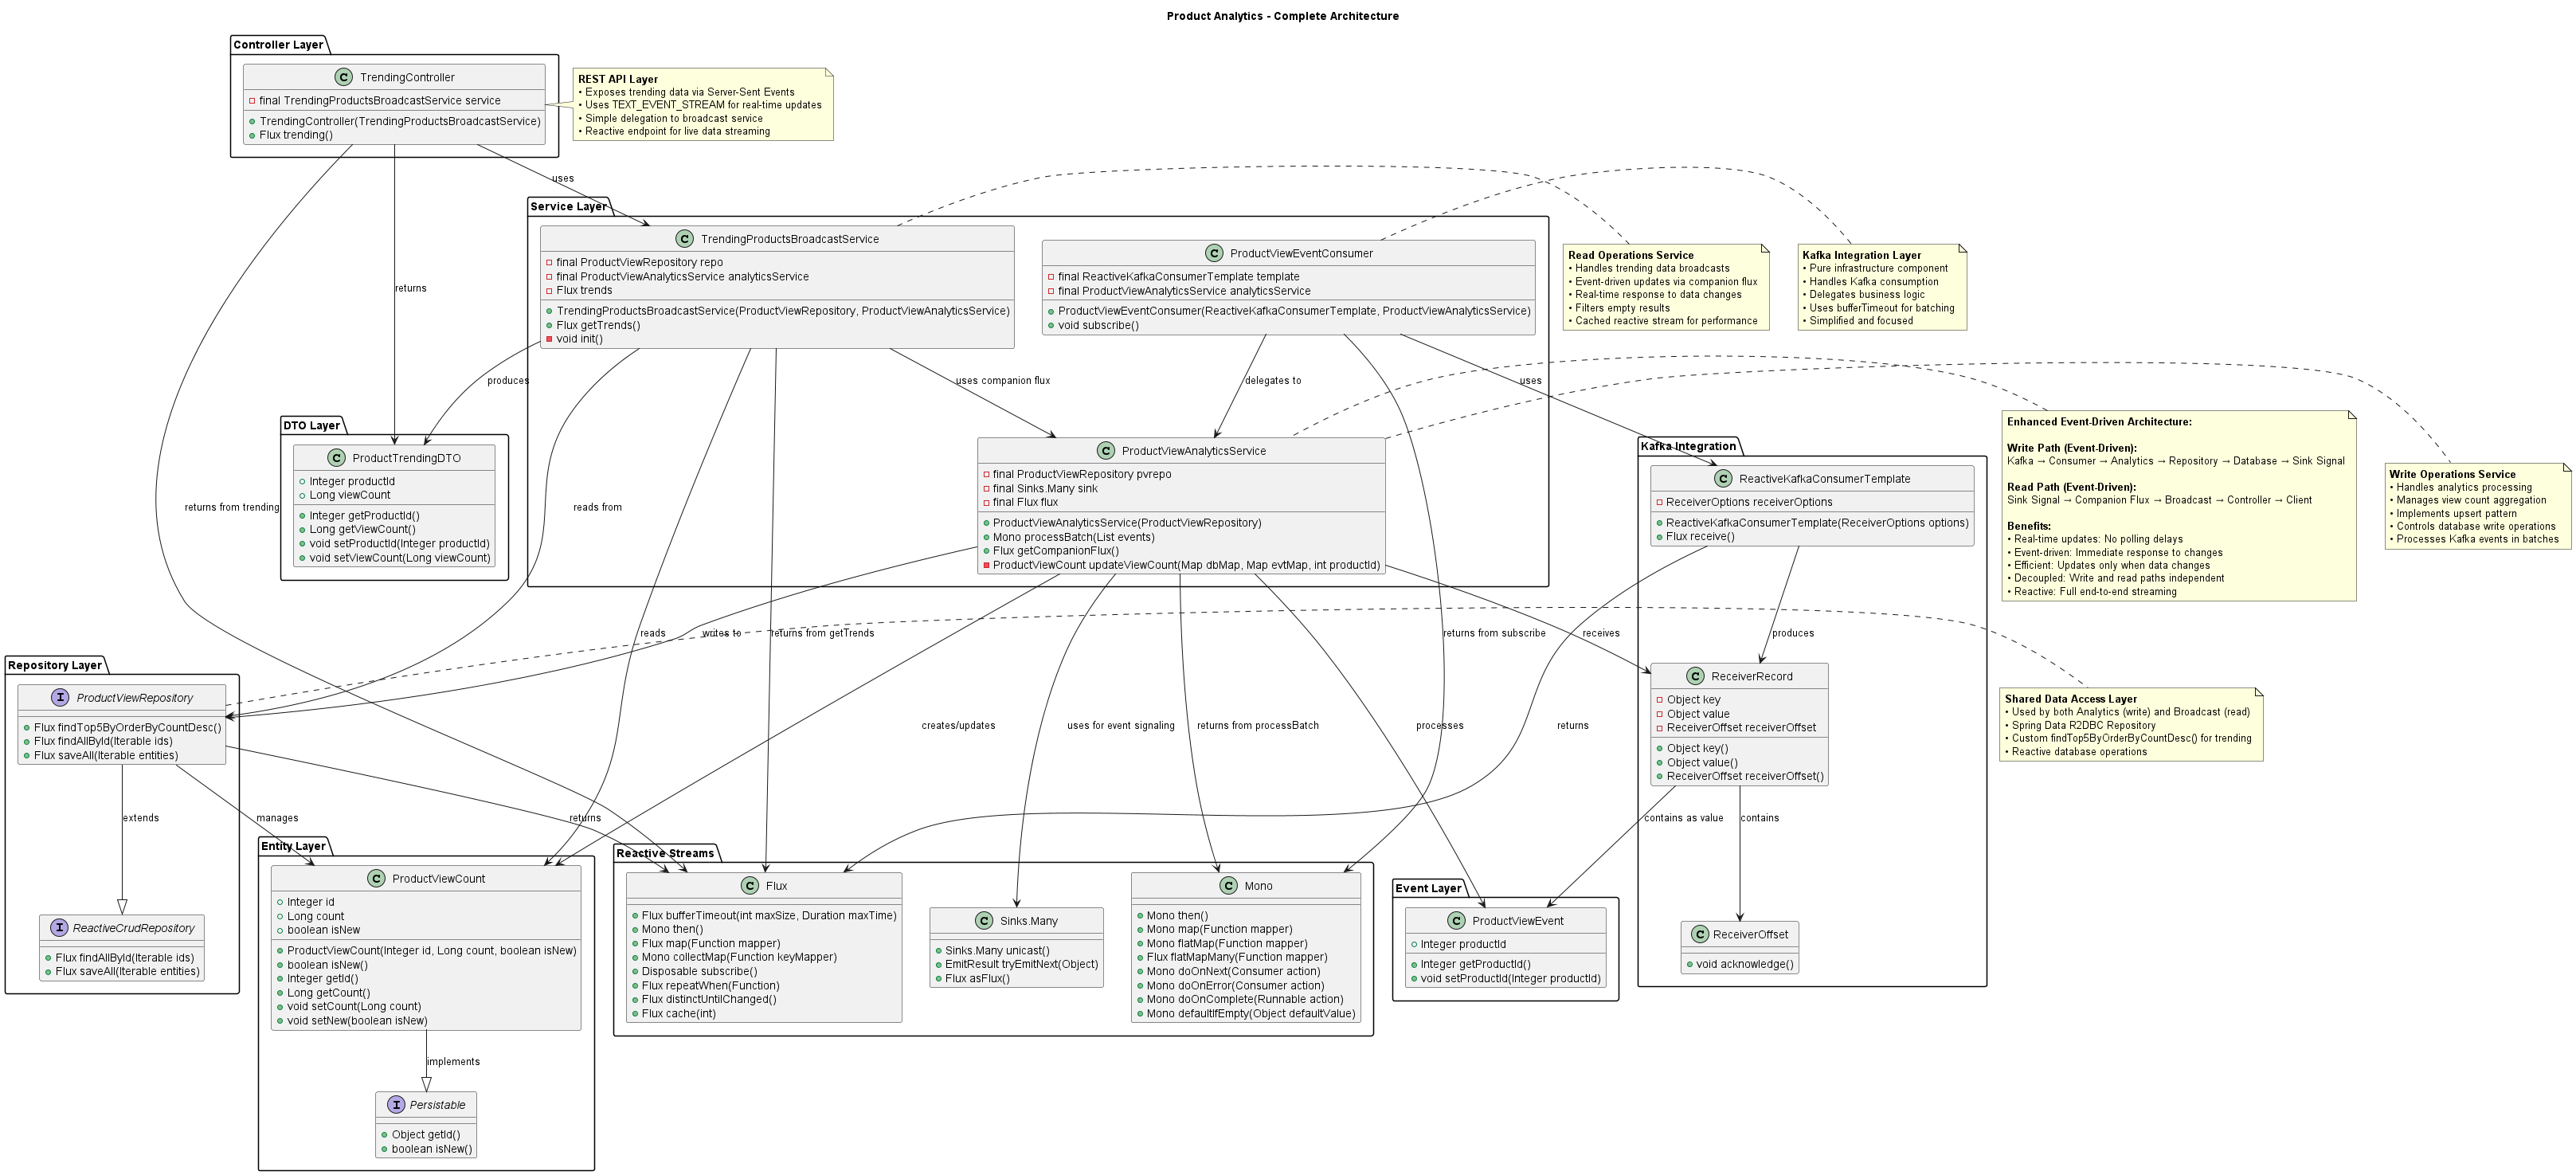 Product Analytics - Complete Architecture
Controller Layer
TrendingController
final TrendingProductsBroadcastService service
TrendingController(TrendingProductsBroadcastService)
Flux trending()
REST API Layer
• Exposes trending data via Server-Sent Events
• Uses TEXT_EVENT_STREAM for real-time updates
• Simple delegation to broadcast service
• Reactive endpoint for live data streaming
uses
returns
returns from trending
Service Layer
TrendingProductsBroadcastService
final ProductViewRepository repo
final ProductViewAnalyticsService analyticsService
Flux trends
TrendingProductsBroadcastService(ProductViewRepository, ProductViewAnalyticsService)
Flux getTrends()
void init()
ProductViewEventConsumer
final ReactiveKafkaConsumerTemplate template
final ProductViewAnalyticsService analyticsService
ProductViewEventConsumer(ReactiveKafkaConsumerTemplate, ProductViewAnalyticsService)
void subscribe()
Read Operations Service
• Handles trending data broadcasts
• Event-driven updates via companion flux
• Real-time response to data changes
• Filters empty results
• Cached reactive stream for performance
Kafka Integration Layer
• Pure infrastructure component
• Handles Kafka consumption
• Delegates business logic
• Uses bufferTimeout for batching
• Simplified and focused
produces
uses companion flux
delegates to
uses
DTO Layer
ProductTrendingDTO
Integer productId
Long viewCount
Integer getProductId()
Long getViewCount()
void setProductId(Integer productId)
void setViewCount(Long viewCount)
reads from
ProductViewAnalyticsService
final ProductViewRepository pvrepo
final Sinks.Many sink
final Flux flux
ProductViewAnalyticsService(ProductViewRepository)
Mono processBatch(List events)
Flux getCompanionFlux()
ProductViewCount updateViewCount(Map dbMap, Map evtMap, int productId)
Kafka Integration
ReactiveKafkaConsumerTemplate
ReceiverOptions receiverOptions
ReactiveKafkaConsumerTemplate(ReceiverOptions options)
Flux receive()
Enhanced Event-Driven Architecture:
Write Path (Event-Driven):
Kafka → Consumer → Analytics → Repository → Database → Sink Signal
Read Path (Event-Driven):
Sink Signal → Companion Flux → Broadcast → Controller → Client
Benefits:
• Real-time updates: No polling delays
• Event-driven: Immediate response to changes
• Efficient: Updates only when data changes
• Decoupled: Write and read paths independent
• Reactive: Full end-to-end streaming
Write Operations Service
• Handles analytics processing
• Manages view count aggregation
• Implements upsert pattern
• Controls database write operations
• Processes Kafka events in batches
reads
writes to
returns from getTrends
returns from subscribe
receives
produces
Repository Layer
ProductViewRepository
Flux findTop5ByOrderByCountDesc()
Flux findAllById(Iterable ids)
Flux saveAll(Iterable entities)
ReceiverRecord
Object key
Object value
ReceiverOffset receiverOffset
Object key()
Object value()
ReceiverOffset receiverOffset()
Shared Data Access Layer
• Used by both Analytics (write) and Broadcast (read)
• Spring Data R2DBC Repository
• Custom findTop5ByOrderByCountDesc() for trending
• Reactive database operations
creates/updates
uses for event signaling
returns from processBatch
processes
returns
extends
manages
returns
contains as value
contains
ReactiveCrudRepository
Flux findAllById(Iterable ids)
Flux saveAll(Iterable entities)
Entity Layer
ProductViewCount
Integer id
Long count
boolean isNew
ProductViewCount(Integer id, Long count, boolean isNew)
boolean isNew()
Integer getId()
Long getCount()
void setCount(Long count)
void setNew(boolean isNew)
implements
Persistable
Object getId()
boolean isNew()
Reactive Streams
Flux
Flux bufferTimeout(int maxSize, Duration maxTime)
Mono then()
Flux map(Function mapper)
Mono collectMap(Function keyMapper)
Disposable subscribe()
Flux repeatWhen(Function)
Flux distinctUntilChanged()
Flux cache(int)
Sinks.Many
Sinks.Many unicast()
EmitResult tryEmitNext(Object)
Flux asFlux()
Mono
Mono then()
Mono map(Function mapper)
Mono flatMap(Function mapper)
Flux flatMapMany(Function mapper)
Mono doOnNext(Consumer action)
Mono doOnError(Consumer action)
Mono doOnComplete(Runnable action)
Mono defaultIfEmpty(Object defaultValue)
Event Layer
ProductViewEvent
Integer productId
Integer getProductId()
void setProductId(Integer productId)
ReceiverOffset
void acknowledge()